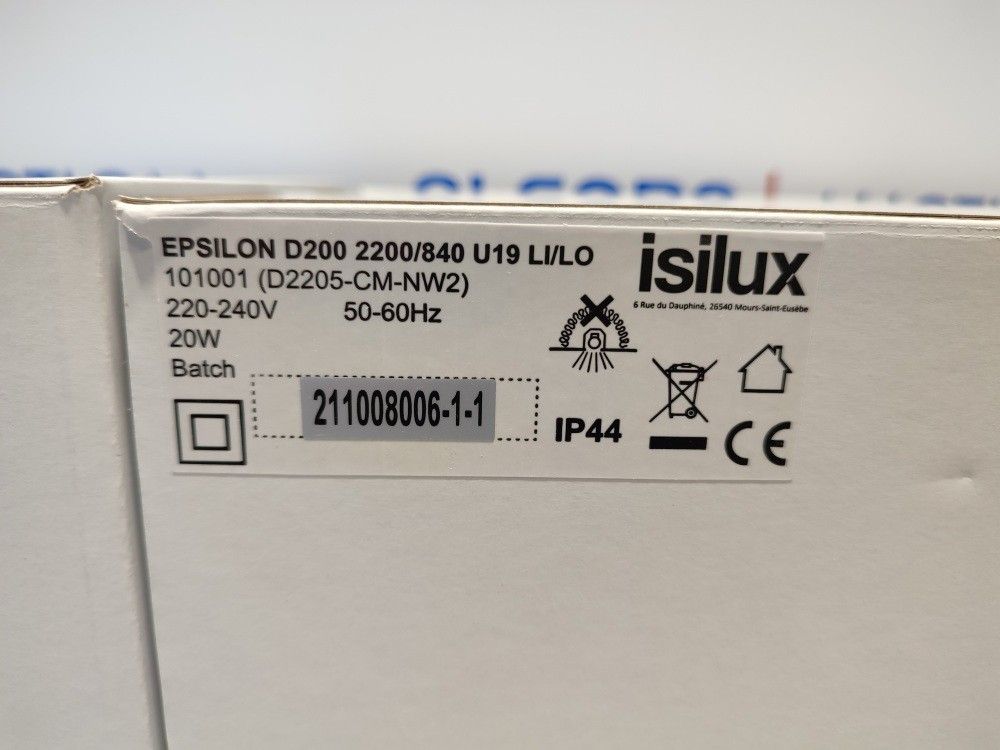 EPSILON D200 2200/840 U19 LI/LO
101001 (D2205-CM-NW2)
220-240V 50-60Hz
20W
Batch
211008006-1-1
isilux
6 Rue du Dauphiné, 26540 Mours-Saint-Eusèbe
IP44
CE